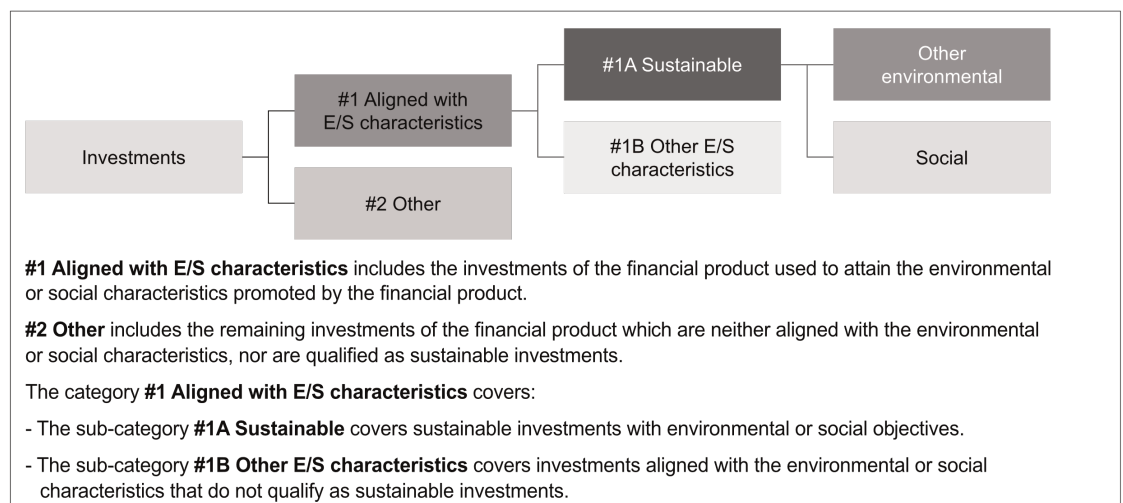 #1A Sustainable
Other
environmental
#1 Aligned with
E/S characteristics
Investments
#1B Other E/S
characteristics
Social
#2 Other
#1 Aligned with E/S characteristics includes the investments of the financial product used to attain the environmental
or social characteristics promoted by the financial product.
#2 Other includes the remaining investments of the financial product which are neither aligned with the environmental
or social characteristics, nor are qualified as sustainable investments.
The category #1 Aligned with E/S characteristics covers:
- The sub-category #1A Sustainable covers sustainable investments with environmental or social objectives.
- The sub-category #1B Other E/S characteristics covers investments aligned with the environmental or social
characteristics that do not qualify as sustainable investments.